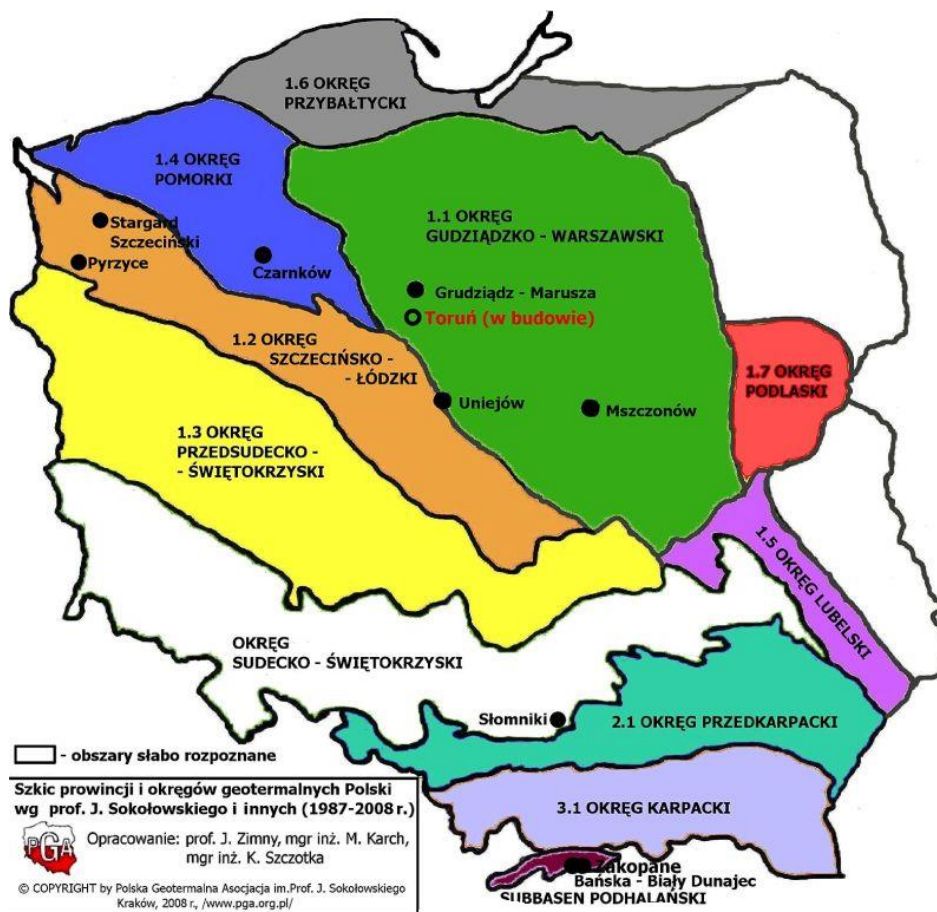 1.6 OKRĘG
PRZYBAŁTYCKI
1.4 OKRĘG
POMORKI
1.1 OKRĘG
GUDZIĄDZKO - WARSZAWSKI
Stargard
Szczeciński
Pyrzyce
Czarnków
Grudziądz - Marusza
Toruń (w budowie)
1.2 OKRĘG
SZCZECIŃSKO -
- ŁÓDZKI
1.7 OKRĘG
PODLASKI
Uniejów
Mszczonów
1.3 OKRĘG
PRZEDSUDECKO -
- ŚWIĘTOKRZYSKI
1.5 OKRĘG LUBELSKI
OKRĘG
SUDECKO - ŚWIĘTOKRZYSKI
Słomniki
2.1 OKRĘG PRZEDKARPACKI
3.1 OKRĘG KARPACKI
Zakopane
Bańska - Biały Dunajec
SUBBASEN PODHALAŃSKI
- obszary słabo rozpoznane
Szkic prowincji i okręgów geotermalnych Polski
wg prof. J. Sokołowskiego i innych (1987-2008 r.)
PGA
Opracowanie: prof. J. Zimny, mgr inż. M. Karch,
mgr inż. K. Szczotka
© COPYRIGHT by Polska Geotermalna Asocjacja im.Prof. J. Sokołowskiego
Kraków, 2008 r., /www.pga.org.pl/